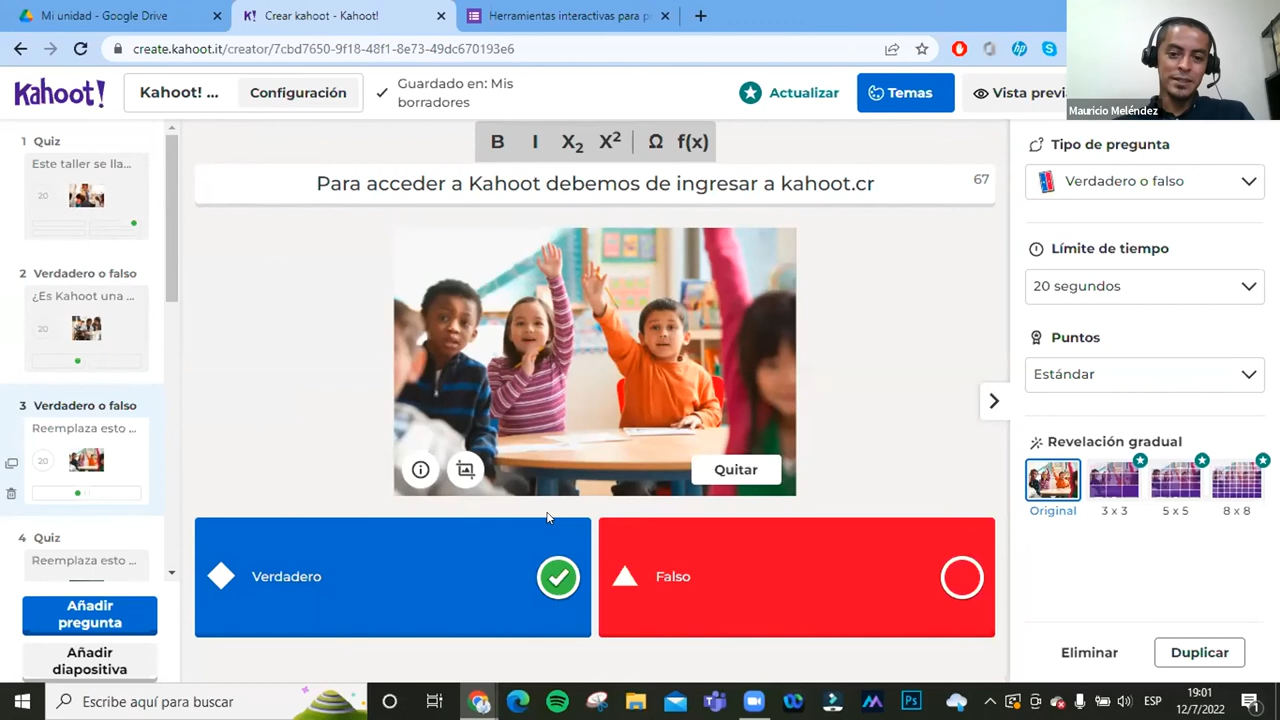 Mi unidad - Google Drive
Crear kahoot - Kahoot!
Herramientas interactivas para p
create.kahoot.it/creator/7cbd7650-9f18-48f1-8e73-49dc670193e6
Mauricio Meléndez
Kahoot!
Kahoot! ...
Configuración
Guardado en: Mis
borradores
Actualizar
Temas
Vista previ
1 Quiz
Este taller se lla...
20
2 Verdadero o falso
¿Es Kahoot una ...
20
3 Verdadero o falso
Reemplaza esto ...
20
4 Quiz
Reemplaza esto ...
Añadir
pregunta
Añadir
diapositiva
B I X2 X2 Ω f(x)
Para acceder a Kahoot debemos de ingresar a kahoot.cr
67
Quitar
Verdadero
Falso
Tipo de pregunta
Verdadero o falso
Límite de tiempo
20 segundos
Puntos
Estándar
Revelación gradual
Original
3 x 3
5 x 5
8 x 8
Eliminar
Duplicar
Escribe aquí para buscar
ESP
19:01
12/7/2022